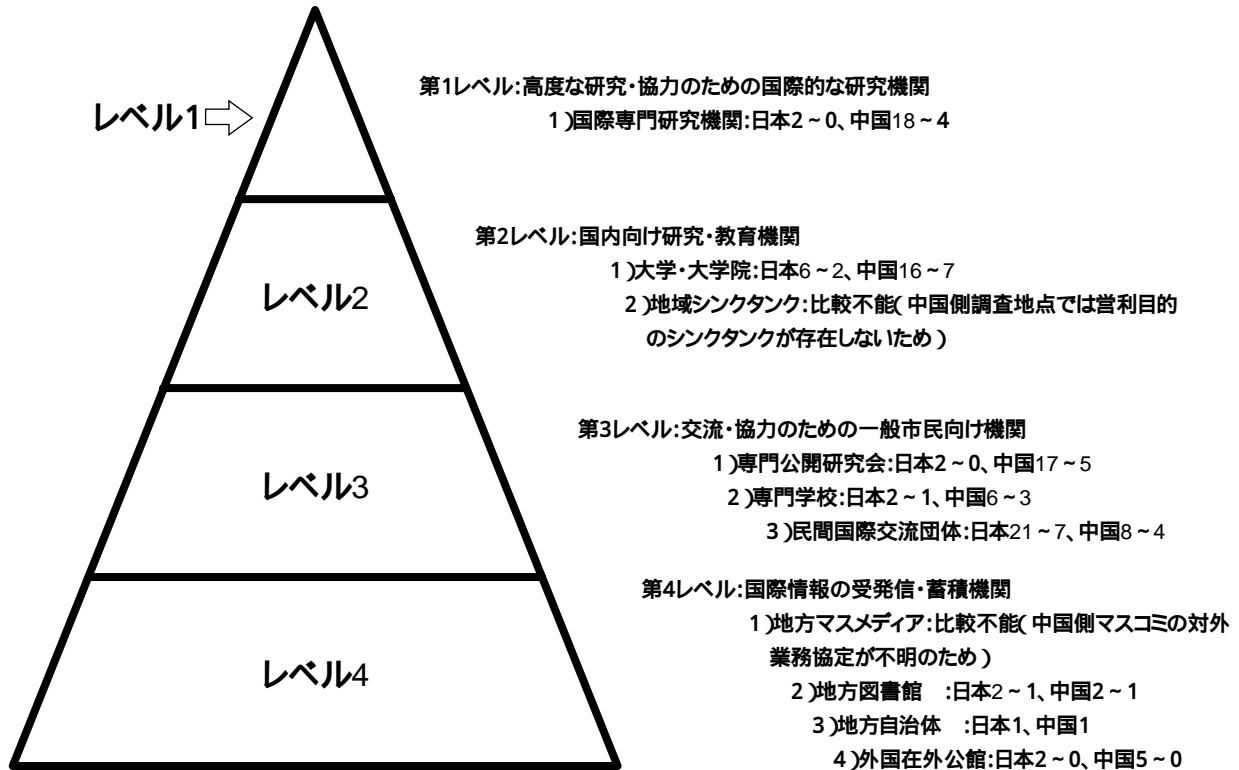 第1レベル:高度な研究・協力のための国際的な研究機関
レベル1
1)国際専門研究機関:日本2~0、中国18~4
第2レベル:国内向け研究・教育機関
1)大学・大学院:日本6~2、中国16~7
レベル2
2)地域シンクタンク:比較不能(中国側調査地点では営利目的
のシンクタンクが存在しないため)
第3レベル:交流・協力のための一般市民向け機関
1)専門公開研究会:日本2~0、中国17~5
レベル3
2)専門学校:日本2~1、中国6~3
3)民間国際交流団体:日本21~7、中国8~4
第4レベル:国際情報の受発信・蓄積機関
1)地方マスメディア:比較不能(中国側マスコミの対外
業務協定が不明のため)
レベル4
2)地方図書館 :日本2~1、中国2~1
3)地方自治体 :日本1、中国1
4)外国在外公館:日本2~0、中国5~0